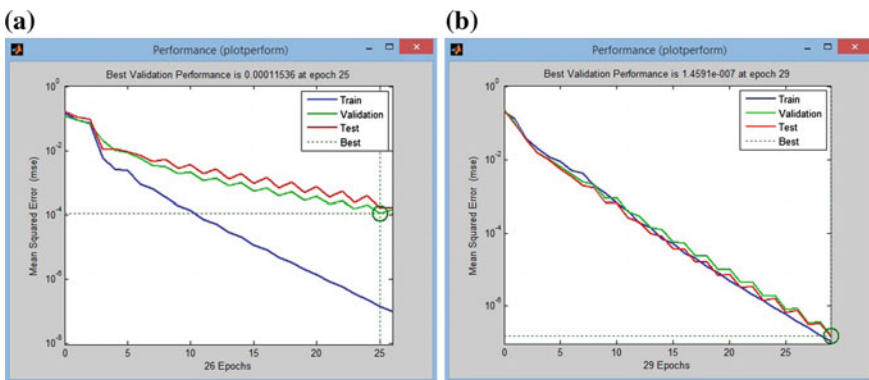 (a)
Performance (plotperform)
Best Validation Performance is 0.00011536 at epoch 25
Train
Validation
Test
Best
Mean Squared Error (mse)
10^0
10^-2
10^-4
10^-6
10^-8
0 5 10 15 20 25
26 Epochs
(b)
Performance (plotperform)
Best Validation Performance is 1.4591e-007 at epoch 29
Train
Validation
Test
Best
Mean Squared Error (mse)
10^0
10^-2
10^-4
10^-6
0 5 10 15 20 25
29 Epochs